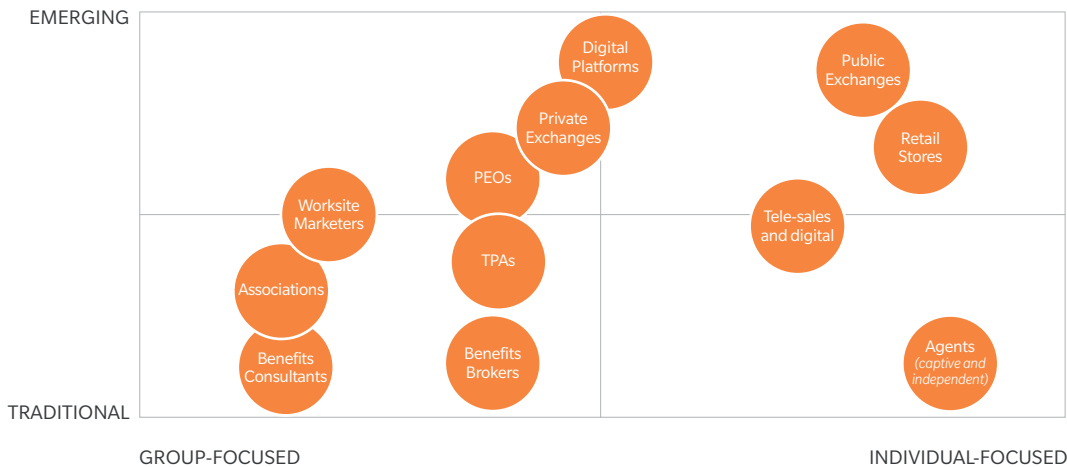 EMERGING
Digital
Platforms
Public
Exchanges
Private
Exchanges
Retail
Stores
PEOs
Worksite
Marketers
Tele-sales
and digital
TPAs
Associations
Benefits
Consultants
Benefits
Brokers
Agents
(captive and
independent)
TRADITIONAL
GROUP-FOCUSED
INDIVIDUAL-FOCUSED